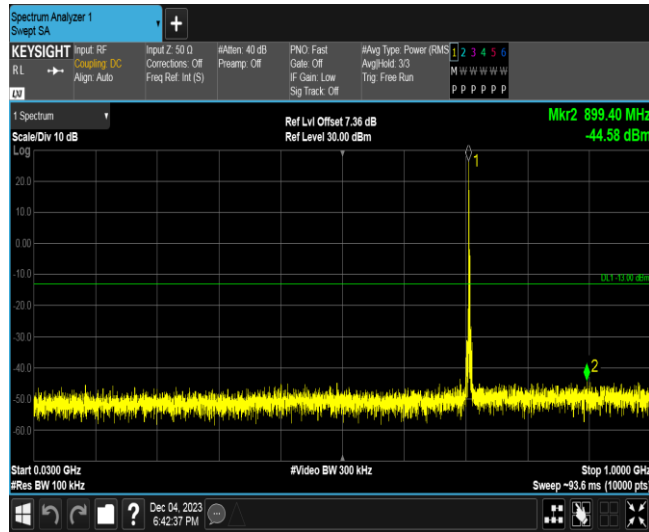 Spectrum Analyzer 1
Swept SA
+
KEYSIGHT Input: RF Input Z: 50 Ω #Atten: 40 dB PNO: Fast #Avg Type: Power (RMS 1 2 3 4 5 6
RL Coupling: DC Corrections: Off Preamp: Off Gate: Off Avg|Hold: 3/3 M W W W W W
Align: Auto Freq Ref: Int (S) IF Gain: Low Trig: Free Run
LXI Sig Track: Off P P P P P P
1 Spectrum Ref Lvl Offset 7.36 dB Mkr2 899.40 MHz
Scale/Div 10 dB Ref Level 30.00 dBm -44.58 dBm
Log
1
20.0
10.0
0.00
-10.0
DL1 -13.00 dBm
-20.0
-30.0
-40.0
2
-50.0
-60.0
Start 0.0300 GHz #Video BW 300 kHz Stop 1.0000 GHz
#Res BW 100 kHz Sweep ~93.6 ms (10000 pts)
? Dec 04, 2023
6:42:37 PM